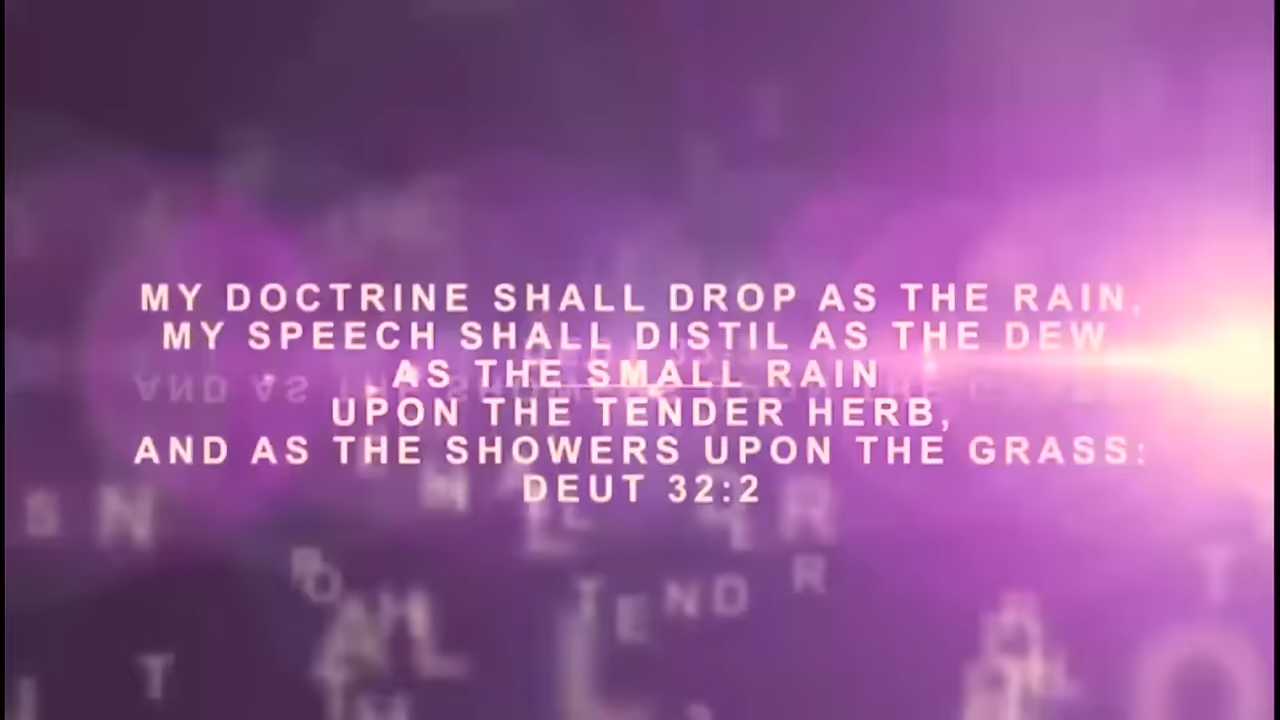 MY DOCTRINE SHALL DROP AS THE RAIN,
MY SPEECH SHALL DISTIL AS THE DEW
AS THE SMALL RAIN
UPON THE TENDER HERB,
AND AS THE SHOWERS UPON THE GRASS:
DEUT 32:2